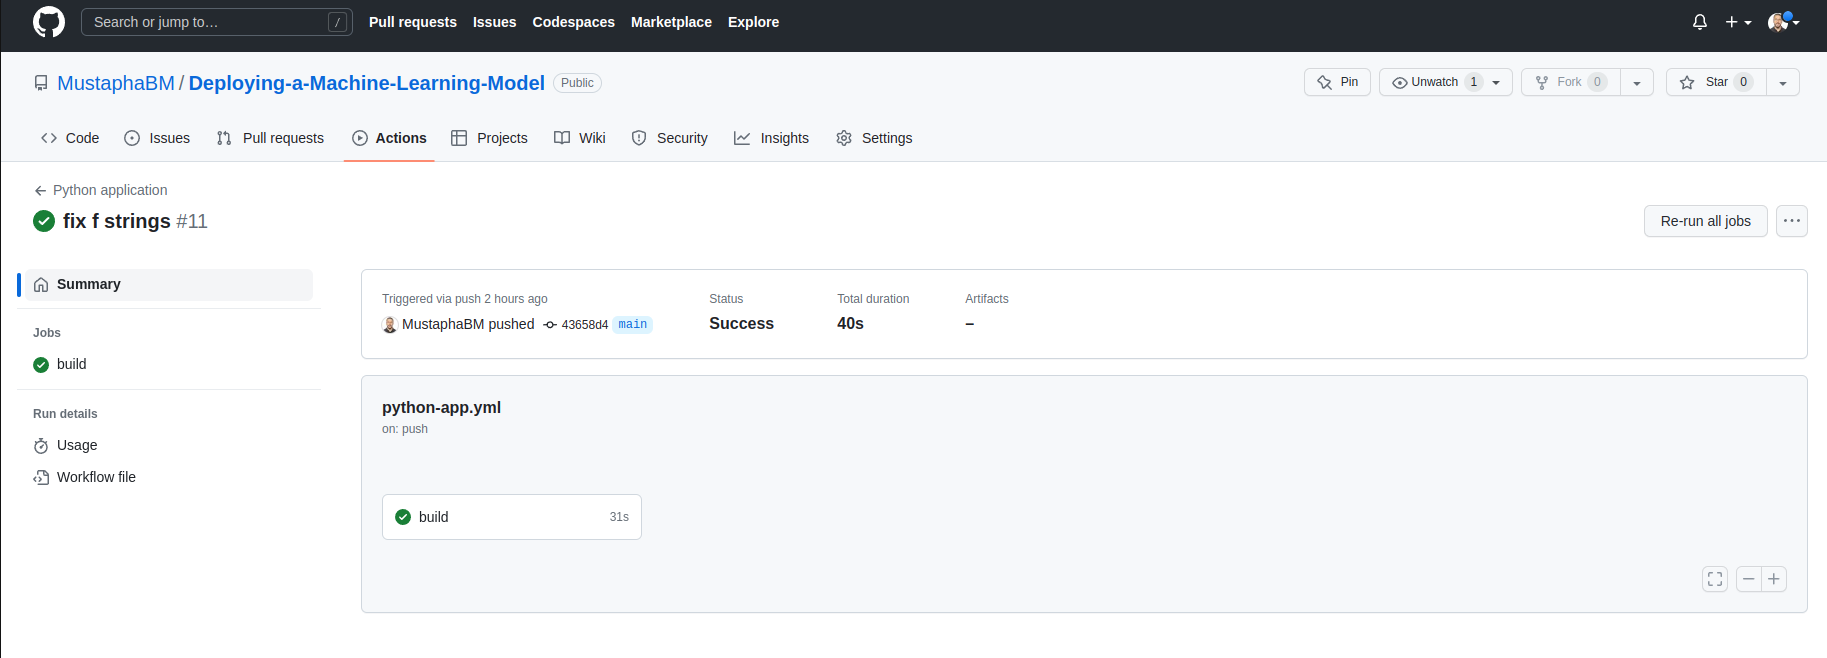 Search or jump to… / Pull requests Issues Codespaces Marketplace Explore
MustaphaBM / Deploying-a-Machine-Learning-Model Public Pin Unwatch 1 Fork 0 Star 0
Code Issues Pull requests Actions Projects Wiki Security Insights Settings
Python application
fix f strings #11 Re-run all jobs
Summary
Jobs
build
Run details
Usage
Workflow file
Triggered via push 2 hours ago Status Total duration Artifacts
MustaphaBM pushed 43658d4 main Success 40s –
python-app.yml
on: push
build 31s